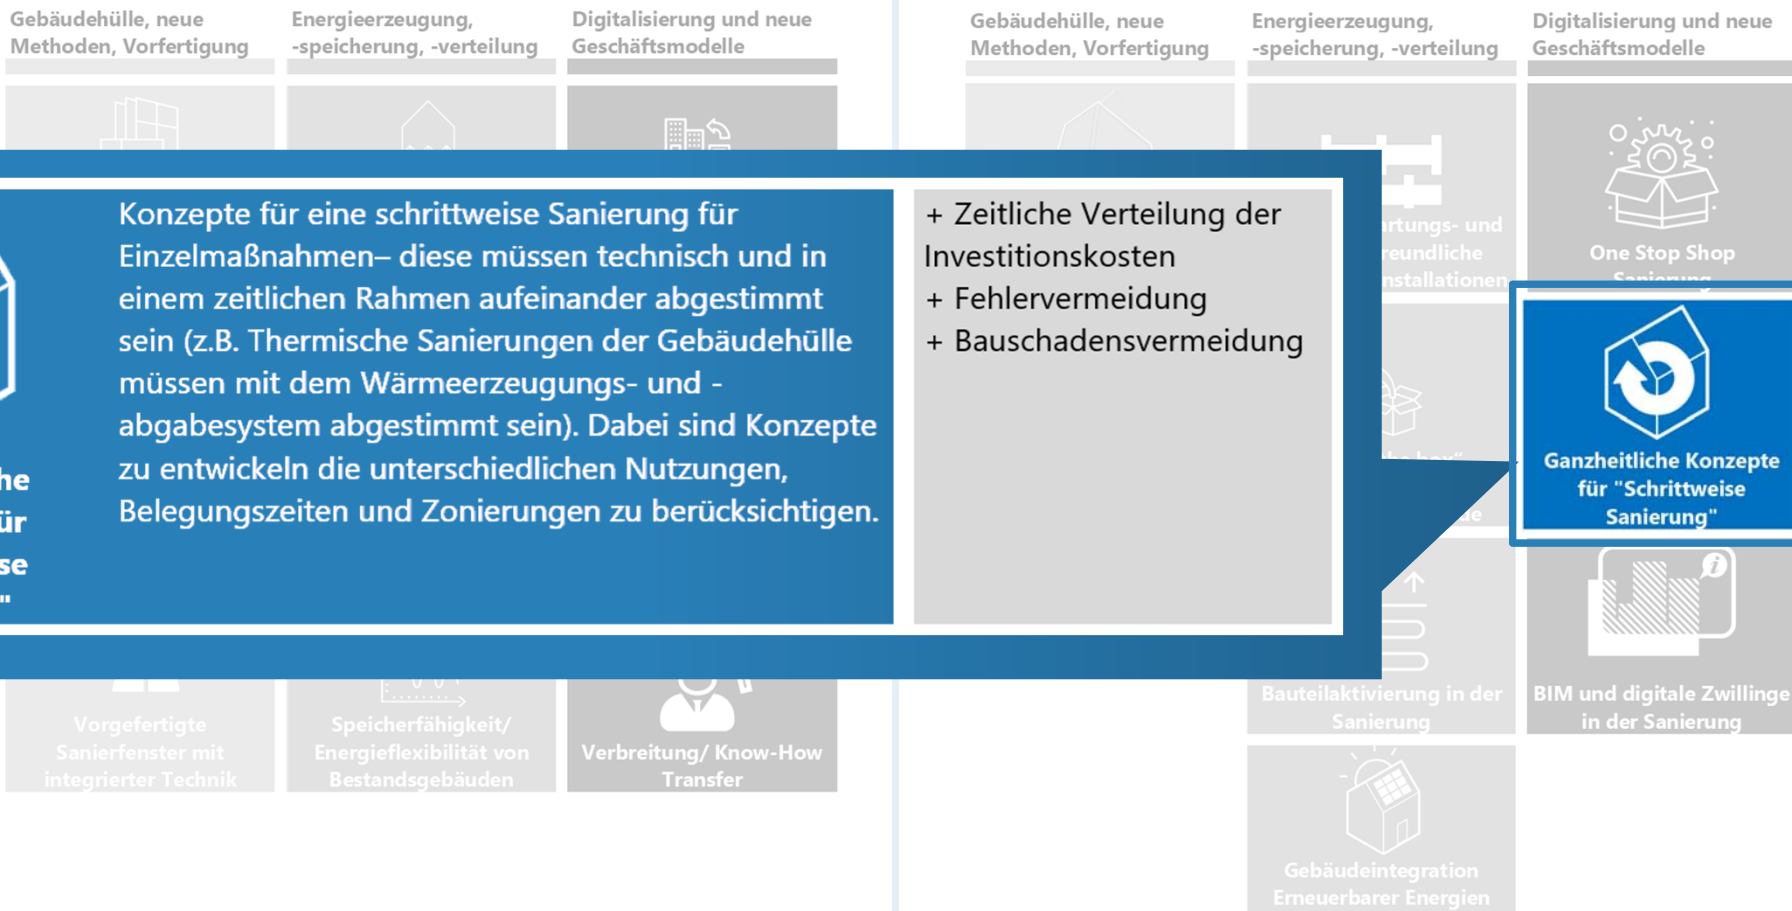 Gebäudehülle, neue
Methoden, Vorfertigung
Energieerzeugung,
-speicherung, -verteilung
Digitalisierung und neue
Geschäftsmodelle
Gebäudehülle, neue
Methoden, Vorfertigung
Energieerzeugung,
-speicherung, -verteilung
Digitalisierung und neue
Geschäftsmodelle
Konzepte für eine schrittweise Sanierung für
Einzelmaßnahmen– diese müssen technisch und in
einem zeitlichen Rahmen aufeinander abgestimmt
sein (z.B. Thermische Sanierungen der Gebäudehülle
müssen mit dem Wärmeerzeugungs- und -
abgabesystem abgestimmt sein). Dabei sind Konzepte
zu entwickeln die unterschiedlichen Nutzungen,
Belegungszeiten und Zonierungen zu berücksichtigen.
+ Zeitliche Verteilung der
Investitionskosten
+ Fehlervermeidung
+ Bauschadensvermeidung
und
One Stop Shop
Sanierung
Ganzheitliche Konzepte
für "Schrittweise
Sanierung"
Vorgefertigte
Sanierfenster mit
integrierter Technik
Speicherfähigkeit/
Energieflexibilität von
Bestandsgebäuden
Verbreitung/ Know-How
Transfer
Bauteilaktivierung in der
Sanierung
BIM und digitale Zwillinge
in der Sanierung
Gebäudeintegration
Erneuerbarer Energien